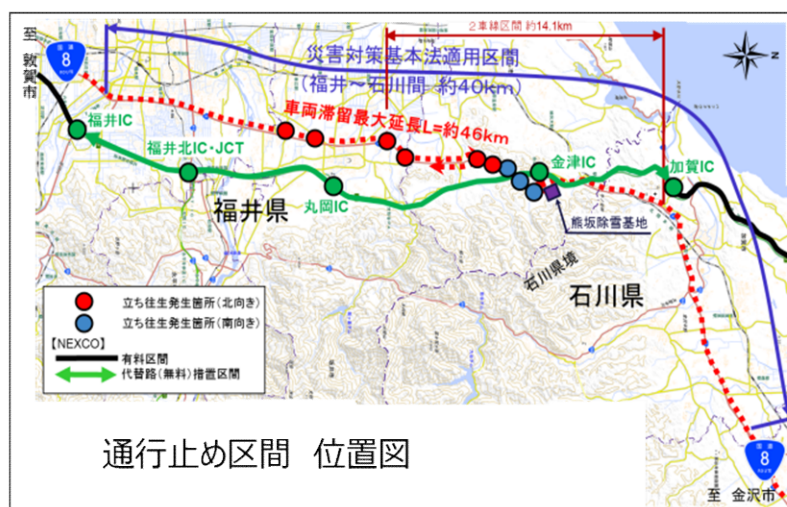 至
敦賀市
国道
8
ROUTE
2車線区間 約14.1km
N
災害対策基本法適用区間
(福井~石川間 約40km)
車両滞留最大延長L=約46km
福井IC
福井北IC・JCT
金津IC
加賀IC
丸岡IC
福井県
熊坂除雪基地
石川県境
石川県
立ち往生発生箇所(北向き)
立ち往生発生箇所(南向き)
【NEXCO】
有料区間
代替路(無料)措置区間
通行止め区間 位置図
国道
8
ROUTE
至 金沢市